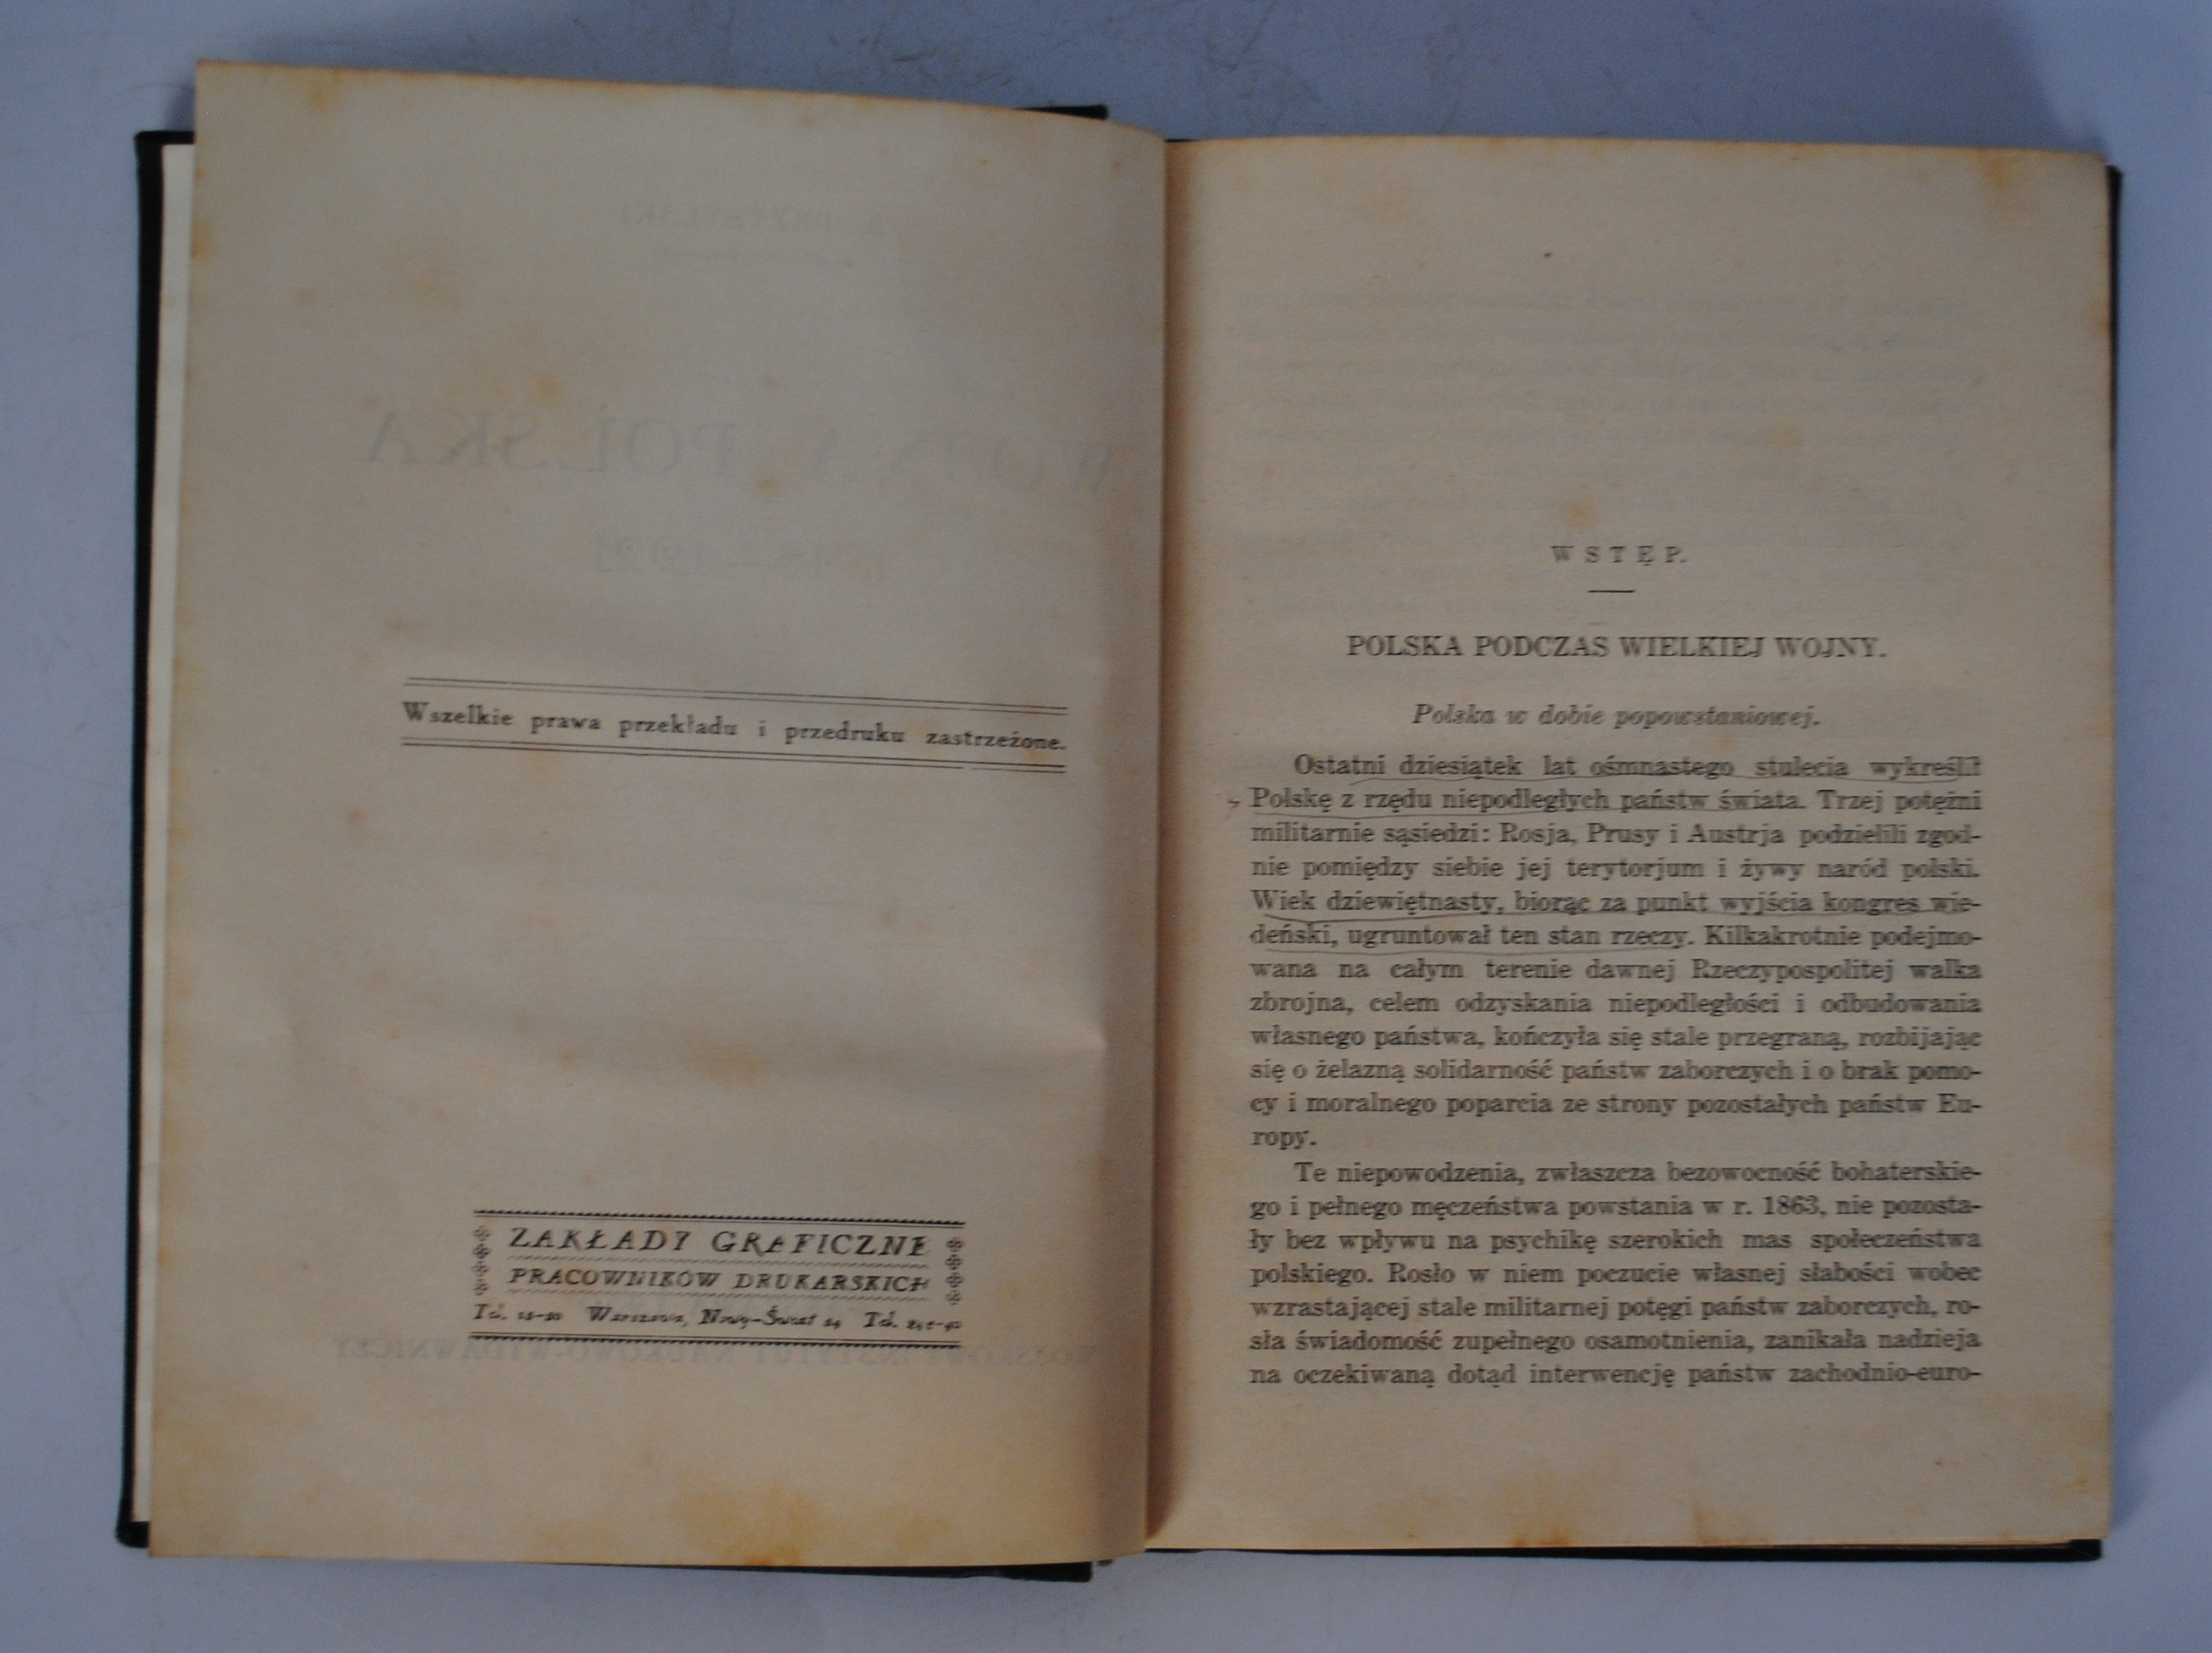 Wszelkie prawa przekładu i przedruku zastrzeżone.
ZAKŁADY GRAFICZNE
PRACOWNIKÓW DRUKARSKICH
Warszawa, Nowy-Świat 54
WSTĘP.
POLSKA PODCZAS WIELKIEJ WOJNY.
Polska w dobie popowstaniowej.
Ostatni dziesiątek lat ośmnastego stulecia wykreślił
Polskę z rzędu niepodległych państw świata. Trzej potężni
militarnie sąsiedzi: Rosja, Prusy i Austrja podzielili zgod-
nie pomiędzy siebie jej terytorjum i żywy naród polski.
Wiek dziewiętnasty, biorąc za punkt wyjścia kongres wie-
deński, ugruntował ten stan rzeczy. Kilkakrotnie podejmo-
wana na całym terenie dawnej Rzeczypospolitej walka
zbrojna, celem odzyskania niepodległości i odbudowania
własnego państwa, kończyła się stale przegraną, rozbijając
się o żelazną solidarność państw zaborczych i o brak pomo-
cy i moralnego poparcia ze strony pozostałych państw Eu-
ropy.
Te niepowodzenia, zwłaszcza bezowocność bohaterskie-
go i pełnego męczeństwa powstania w r. 1863, nie pozosta-
ły bez wpływu na psychikę szerokich mas społeczeństwa
polskiego. Rosło w niem poczucie własnej słabości wobec
wzrastającej stale militarnej potęgi państw zaborczych, ro-
sła świadomość zupełnego osamotnienia, zanikała nadzieja
na oczekiwaną dotąd interwencję państw zachodnio-euro-